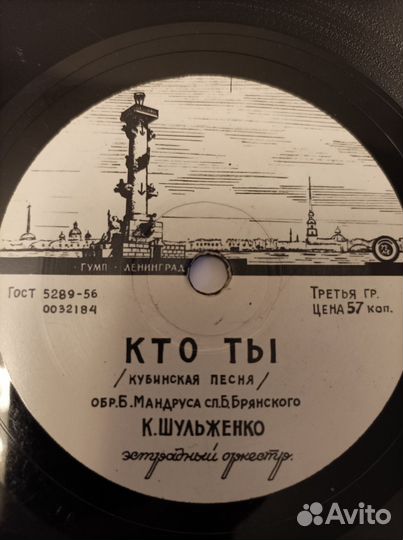 ГУМП · ЛЕНИНГРАД
ГОСТ 5289-56
0032184
ТРЕТЬЯ ГР.
ЦЕНА 57 КОП.
КТО ТЫ
/КУБИНСКАЯ ПЕСНЯ/
ОБР.Б.МАНДРУСА СЛ.Б.БРЯНСКОГО
К.ШУЛЬЖЕНКО
эстрадный оркестр.
Avito